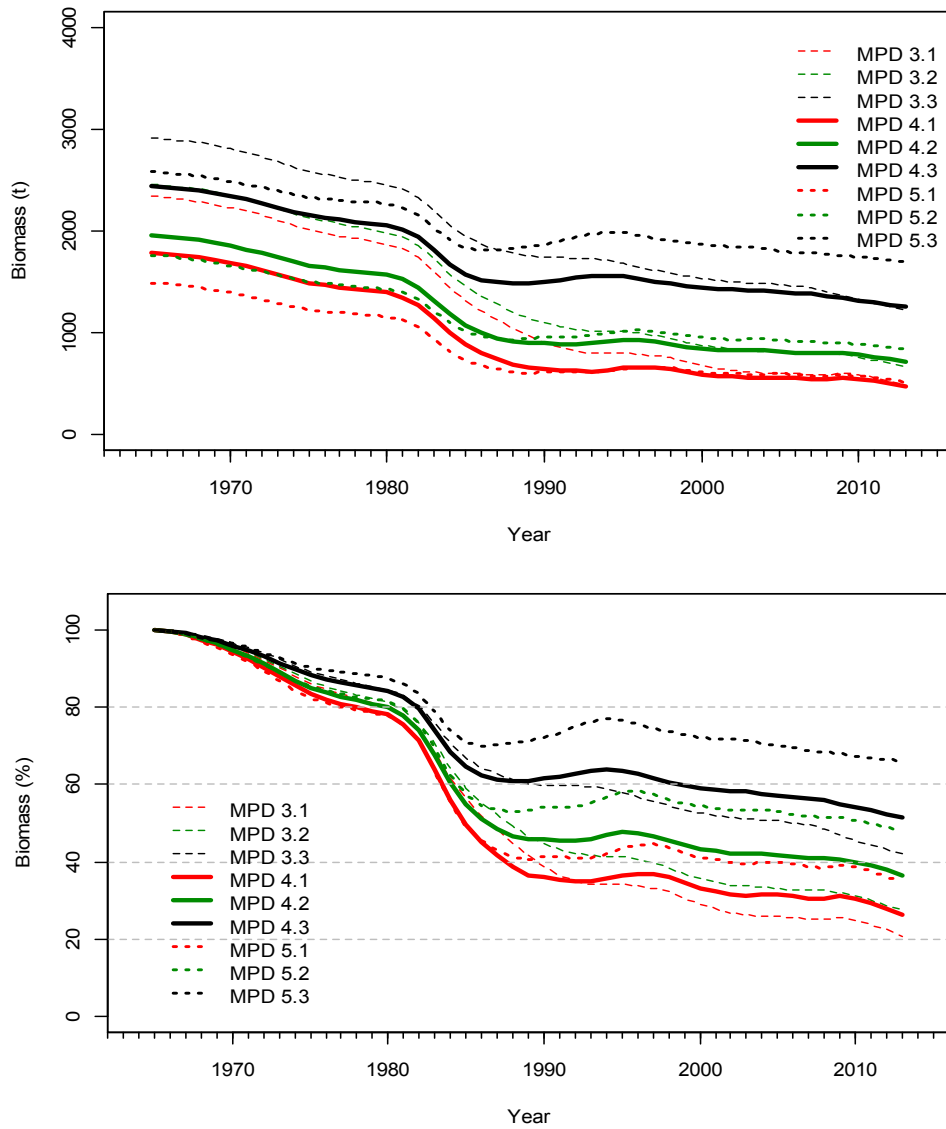 4000
3000
2000
1000
0
Biomass (t)
MPD 3.1
MPD 3.2
MPD 3.3
MPD 4.1
MPD 4.2
MPD 4.3
MPD 5.1
MPD 5.2
MPD 5.3
1970 1980 1990 2000 2010
Year
100
80
60
40
20
0
Biomass (%)
MPD 3.1
MPD 3.2
MPD 3.3
MPD 4.1
MPD 4.2
MPD 4.3
MPD 5.1
MPD 5.2
MPD 5.3
1970 1980 1990 2000 2010
Year